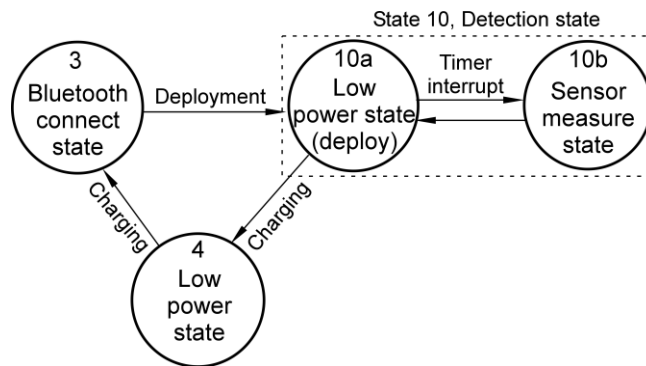 State 10, Detection state
3
Bluetooth
connect
state
Deployment
10a
Low
power state
(deploy)
Timer
interrupt
10b
Sensor
measure
state
Charging
Charging
4
Low
power
state